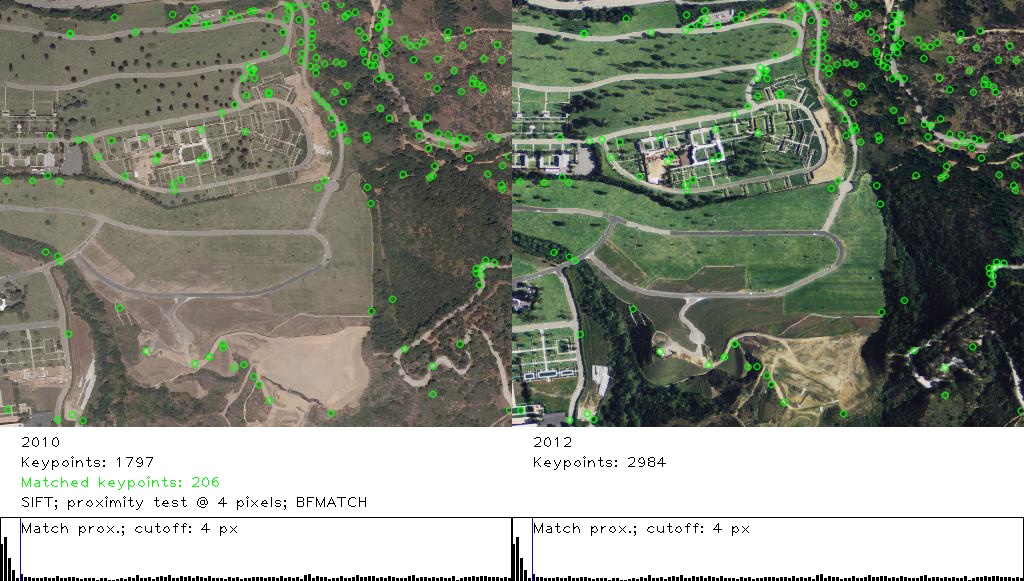 2010
Keypoints: 1797
Matched keypoints: 206
SIFT; proximity test @ 4 pixels; BFMATCH
Match prox.; cutoff: 4 px
2012
Keypoints: 2984
Match prox.; cutoff: 4 px